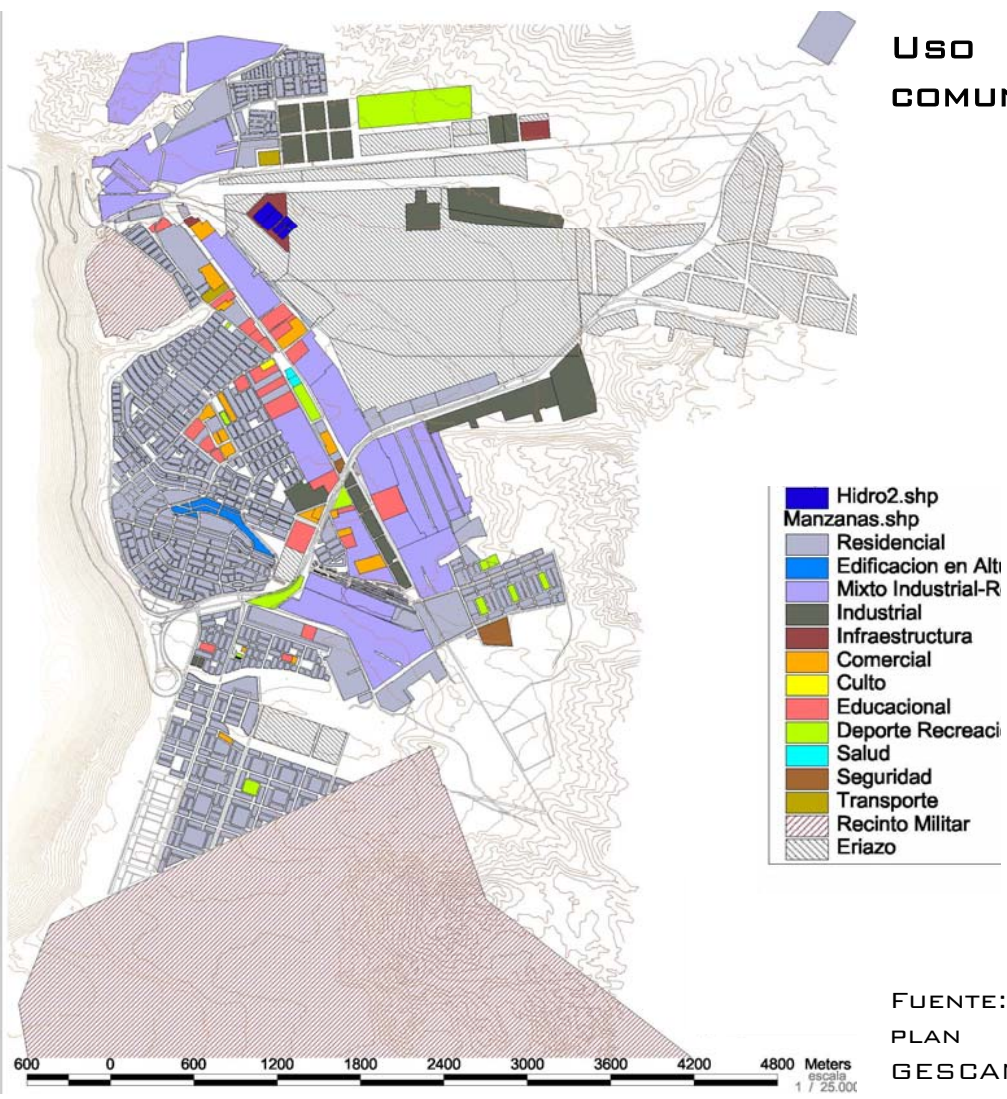 Uso
COMUN
Hidro2.shp
Manzanas.shp
Residencial
Edificacion en Altu
Mixto Industrial-R
Industrial
Infraestructura
Comercial
Culto
Educacional
Deporte Recreaci
Salud
Seguridad
Transporte
Recinto Militar
Eriazo
FUENTE:
PLAN
GESCAN
600 0 600 1200 1800 2400 3000 3600 4200 4800 Meters
escala
1 / 25.000